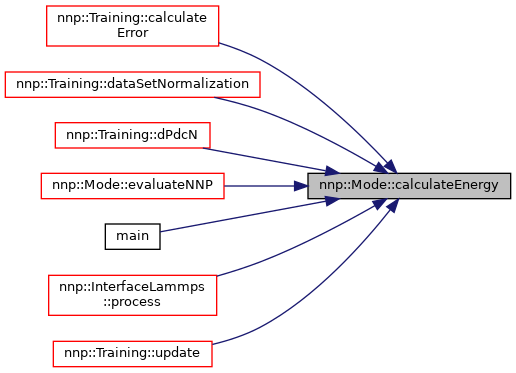 nnp::Training::calculate
Error
nnp::Training::dataSetNormalization
nnp::Training::dPdcN
nnp::Mode::evaluateNNP
nnp::Mode::calculateEnergy
main
nnp::InterfaceLammps
::process
nnp::Training::update